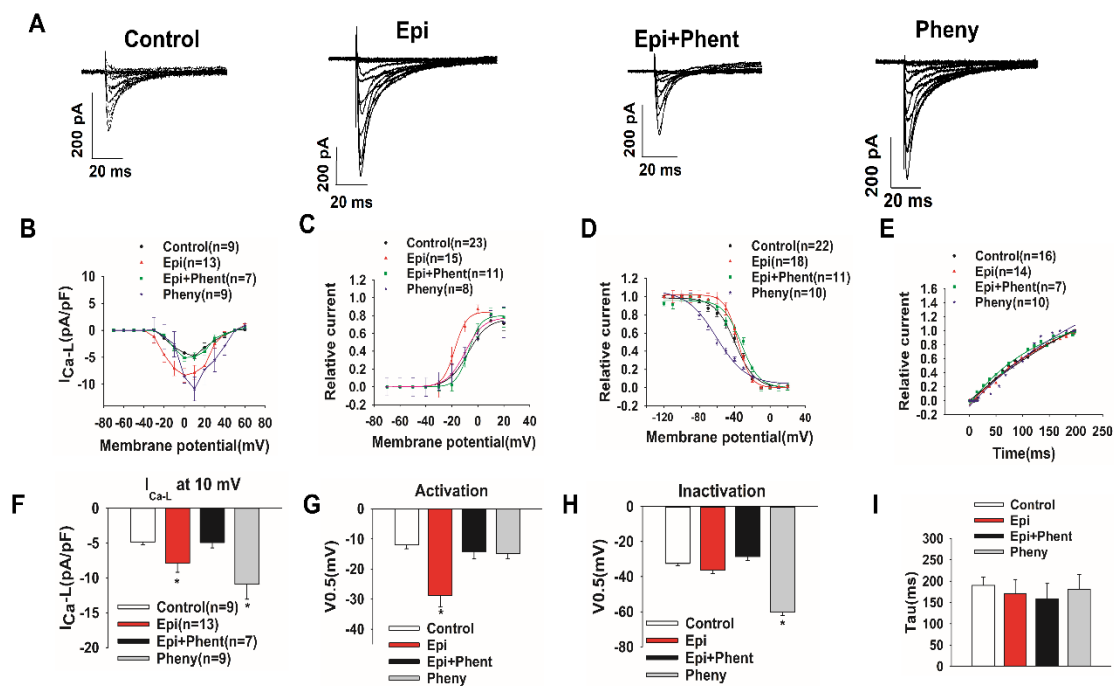 A
Control
Epi
Epi+Phent
Pheny
200 pA
20 ms
200 pA
20 ms
200 pA
20 ms
200 pA
20 ms
B
Control(n=9)
Epi(n=13)
Epi+Phent(n=7)
Pheny(n=9)
ICa-L(pA/pF)
10
5
0
-5
-10
-80 -60 -40 -20 0 20 40 60 80
Membrane potential(mV)
C
Control(n=23)
Epi(n=15)
Epi+Phent(n=11)
Pheny(n=8)
Relative current
1.2
1.0
0.8
0.6
0.4
0.2
0.0
-0.2
-80 -60 -40 -20 0 20
Membrane potential(mV)
D
Control(n=22)
Epi(n=18)
Epi+Phent(n=11)
Pheny(n=10)
Relative current
1.2
1.0
0.8
0.6
0.4
0.2
0.0
-0.2
-120 -80 -40 0
Membrane potential(mV)
E
Control(n=16)
Epi(n=14)
Epi+Phent(n=7)
Pheny(n=10)
Relative current
1.6
1.4
1.2
1.0
0.8
0.6
0.4
0.2
0.0
-0.2
0 50 100 150 200 250
Time(ms)
F
ICa-L at 10 mV
ICa-L(pA/pF)
0
-5
-10
-15
-20
*
*
Control(n=9)
Epi(n=13)
Epi+Phent(n=7)
Pheny(n=9)
G
Activation
V0.5(mV)
0
-10
-20
-30
-40
*
Control
Epi
Epi+Phent
Pheny
H
Inactivation
V0.5(mV)
0
-20
-40
-60
-80
*
Control
Epi
Epi+Phent
Pheny
I
Control
Epi
Epi+Phent
Pheny
Tau(ms)
300
250
200
150
100
50
0